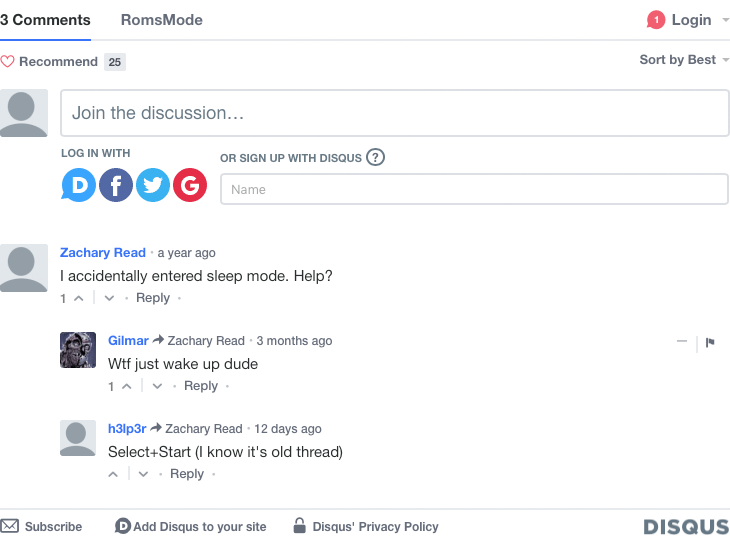 3 Comments RomsMode 1 Login
Recommend 25 Sort by Best
Join the discussion...
LOG IN WITH
OR SIGN UP WITH DISQUS ?
D f G
Name
Zachary Read · a year ago
I accidentally entered sleep mode. Help?
1 · Reply ·
Gilmar Zachary Read · 3 months ago
Wtf just wake up dude
1 · Reply ·
h3lp3r Zachary Read · 12 days ago
Select+Start (I know it's old thread)
· Reply ·
Subscribe D Add Disqus to your site Disqus' Privacy Policy DISQUS